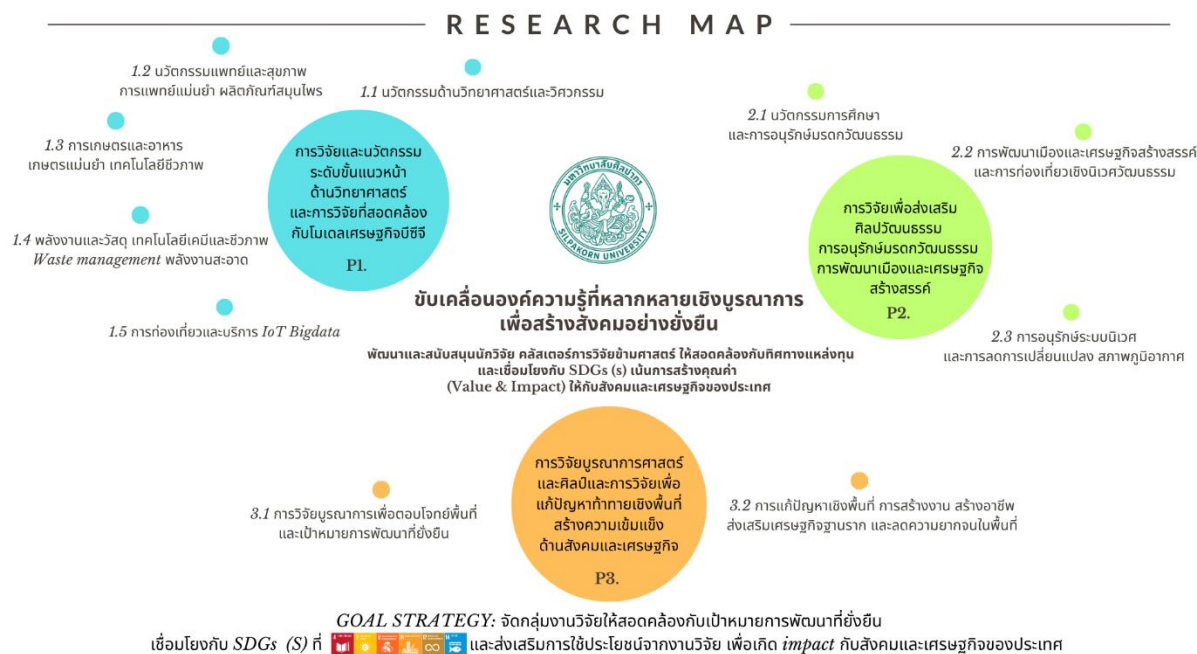 RESEARCH MAP
1.2 นวัตกรรมแพทย์และสุขภาพ
การแพทย์แม่นยำ ผลิตภัณฑ์สมุนไพร
1.1 นวัตกรรมด้านวิทยาศาสตร์และวิศวกรรม
1.3 การเกษตรและอาหาร
เกษตรแม่นยำ เทคโนโลยีชีวภาพ
1.4 พลังงานและวัสดุ เทคโนโลยีเคมีและชีวภาพ
Waste management พลังงานสะอาด
1.5 การท่องเที่ยวและบริการ IoT Bigdata
การวิจัยและนวัตกรรม
ระดับขั้นแนวหน้า
ด้านวิทยาศาสตร์
และการวิจัยที่สอดคล้อง
กับโมเดลเศรษฐกิจบีซีจี
P1.
มหาวิทยาลัยศิลปากร
SILPAKORN UNIVERSITY
ขับเคลื่อนองค์ความรู้ที่หลากหลายเชิงบูรณาการ
เพื่อสร้างสังคมอย่างยั่งยืน
พัฒนาและสนับสนุนนักวิจัย คลัสเตอร์การวิจัยข้ามศาสตร์ ให้สอดคล้องกับทิศทางแหล่งทุน
และเชื่อมโยงกับ SDGs (s) เน้นการสร้างคุณค่า
(Value & Impact) ให้กับสังคมและเศรษฐกิจของประเทศ
2.1 นวัตกรรมการศึกษา
และการอนุรักษ์มรดกวัฒนธรรม
2.2 การพัฒนาเมืองและเศรษฐกิจสร้างสรรค์
และการท่องเที่ยวเชิงนิเวศวัฒนธรรม
การวิจัยเพื่อส่งเสริม
ศิลปวัฒนธรรม
การอนุรักษ์มรดกวัฒนธรรม
การพัฒนาเมืองและเศรษฐกิจ
สร้างสรรค์
P2.
2.3 การอนุรักษ์ระบบนิเวศ
และการลดการเปลี่ยนแปลง สภาพภูมิอากาศ
การวิจัยบูรณาการศาสตร์
และศิลป์และการวิจัยเพื่อ
แก้ปัญหาท้าทายเชิงพื้นที่
สร้างความเข้มแข็ง
ด้านสังคมและเศรษฐกิจ
P3.
3.1 การวิจัยบูรณาการเพื่อตอบโจทย์พื้นที่
และเป้าหมายการพัฒนาที่ยั่งยืน
3.2 การแก้ปัญหาเชิงพื้นที่ การสร้างงาน สร้างอาชีพ
ส่งเสริมเศรษฐกิจฐานราก และลดความยากจนในพื้นที่
GOAL STRATEGY: จัดกลุ่มงานวิจัยให้สอดคล้องกับเป้าหมายการพัฒนาที่ยั่งยืน
เชื่อมโยงกับ SDGs (S) ที่ และส่งเสริมการใช้ประโยชน์จากงานวิจัย เพื่อเกิด impact กับสังคมและเศรษฐกิจของประเทศ